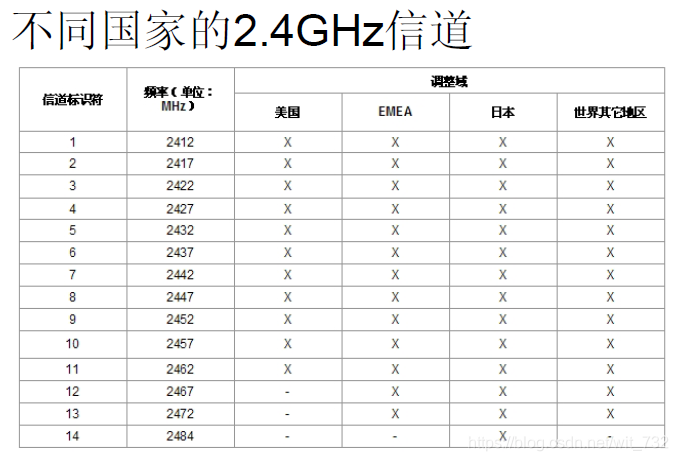 不同国家的2.4GHz信道
信道标识符 频率（单位：MHz） 调整域
美国 EMEA 日本 世界其它地区
1 2412 X X X X
2 2417 X X X X
3 2422 X X X X
4 2427 X X X X
5 2432 X X X X
6 2437 X X X X
7 2442 X X X X
8 2447 X X X X
9 2452 X X X X
10 2457 X X X X
11 2462 X X X X
12 2467 - X X X
13 2472 - X X X
14 2484 - - X -
https://blog.csdn.net/wit_732